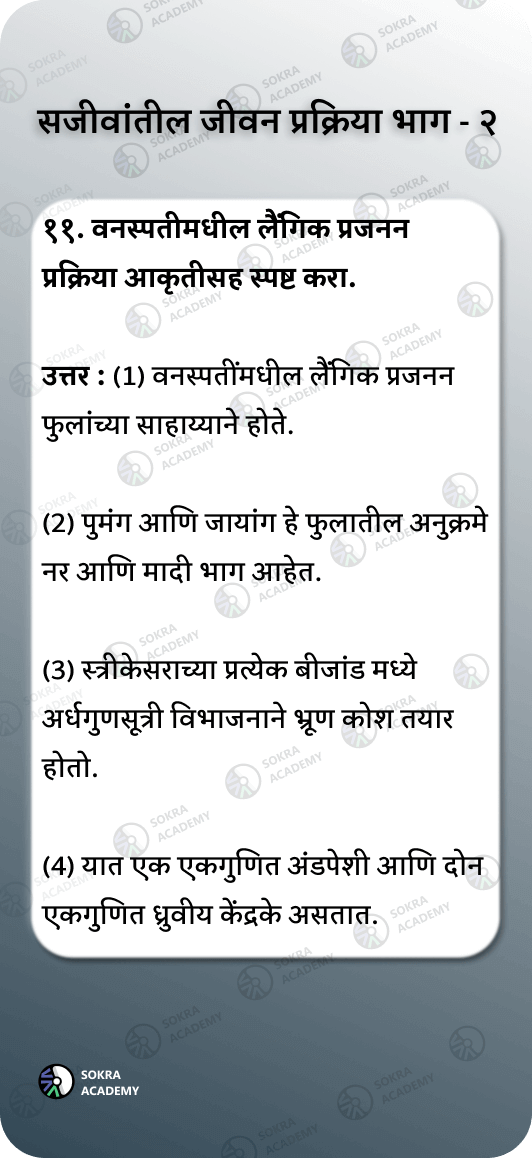 सजीवांतील जीवन प्रक्रिया भाग - २
११. वनस्पतीमधील लैंगिक प्रजनन
प्रक्रिया आकृतीसह स्पष्ट करा.
उत्तर : (1) वनस्पतींमधील लैंगिक प्रजनन
फुलांच्या साहाय्याने होते.
(2) पुमंग आणि जायांग हे फुलातील अनुक्रमे
नर आणि मादी भाग आहेत.
(3) स्त्रीकेसराच्या प्रत्येक बीजांड मध्ये
अर्धगुणसूत्री विभाजनाने भ्रूण कोश तयार
होतो.
(4) यात एक एकगुणित अंडपेशी आणि दोन
एकगुणित ध्रुवीय केंद्रके असतात.
SOKRA
ACADEMY